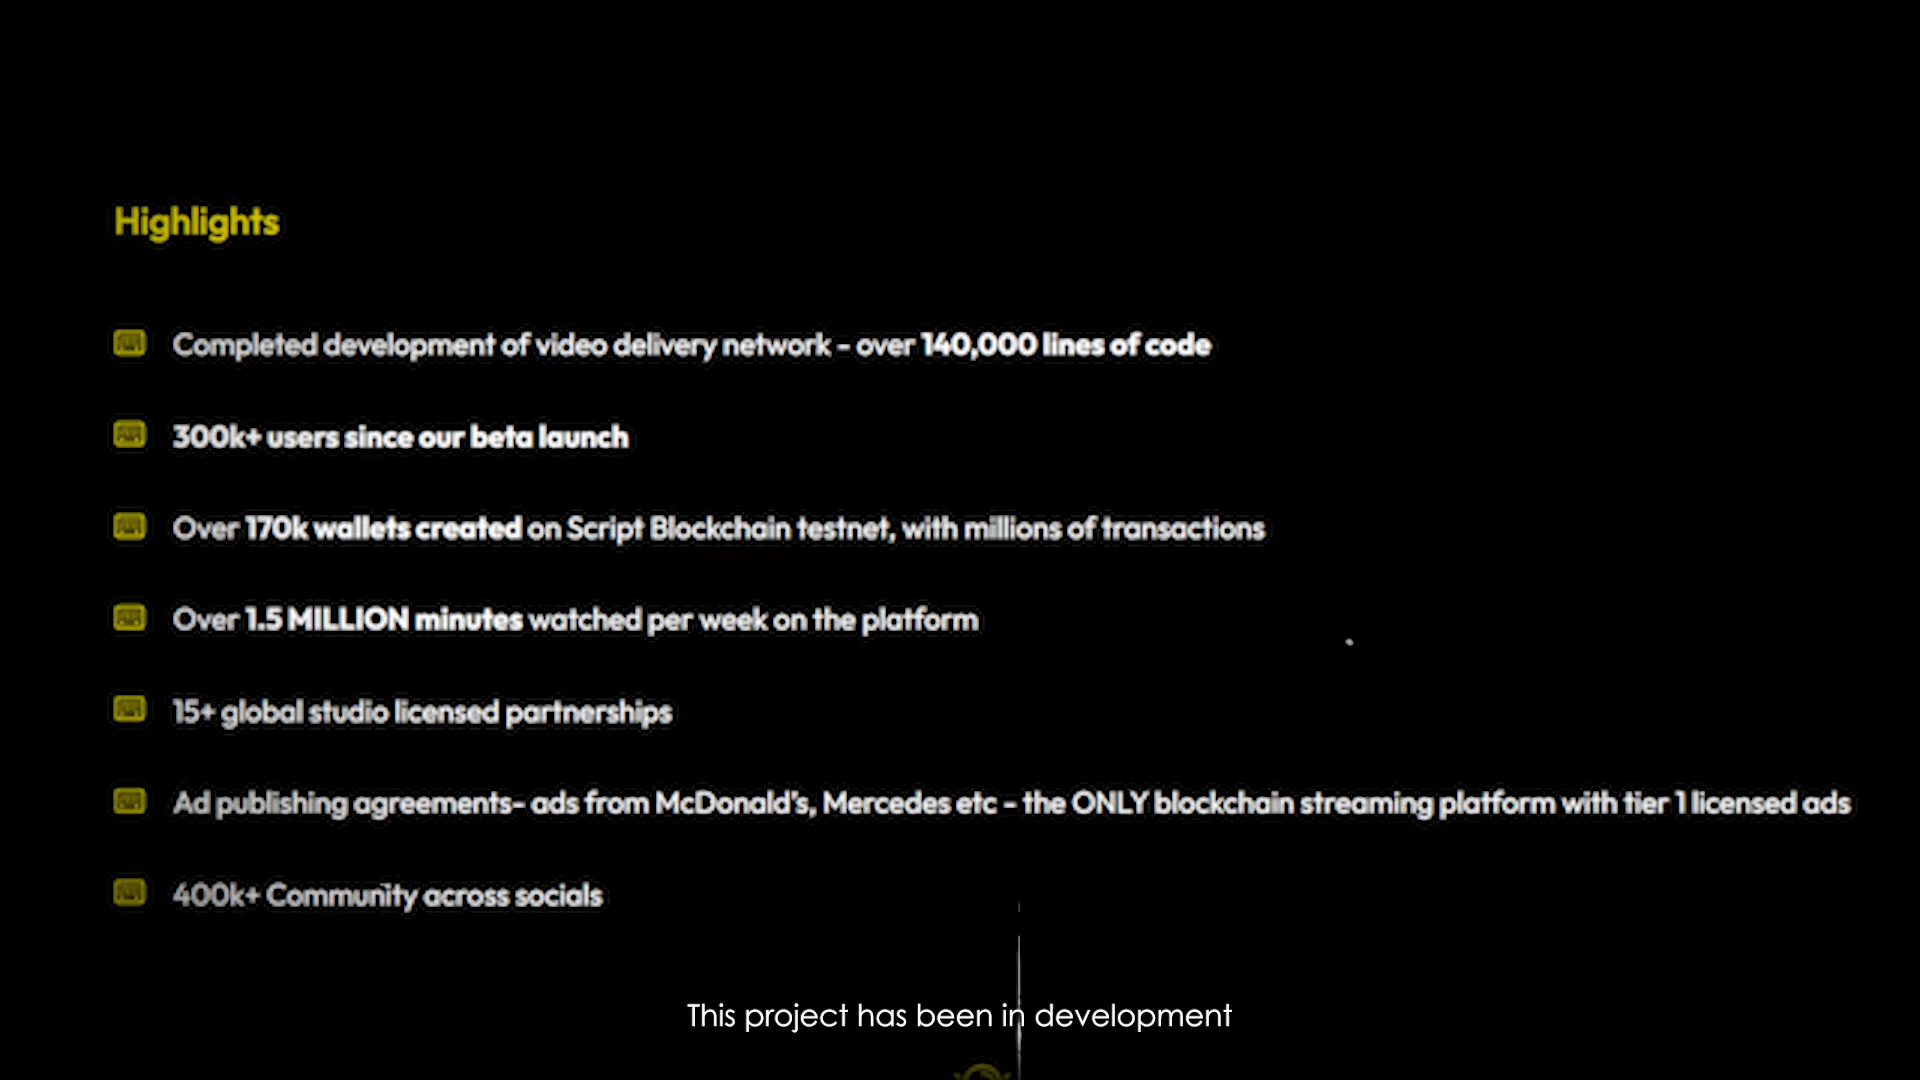 Highlights
Completed development of video delivery network - over 140,000 lines of code
300k+ users since our beta launch
Over 170k wallets created on Script Blockchain testnet, with millions of transactions
Over 1.5 MILLION minutes watched per week on the platform
15+ global studio licensed partnerships
Ad publishing agreements- ads from McDonald's, Mercedes etc - the ONLY blockchain streaming platform with tier 1 licensed ads
400k+ Community across socials
This project has been in development